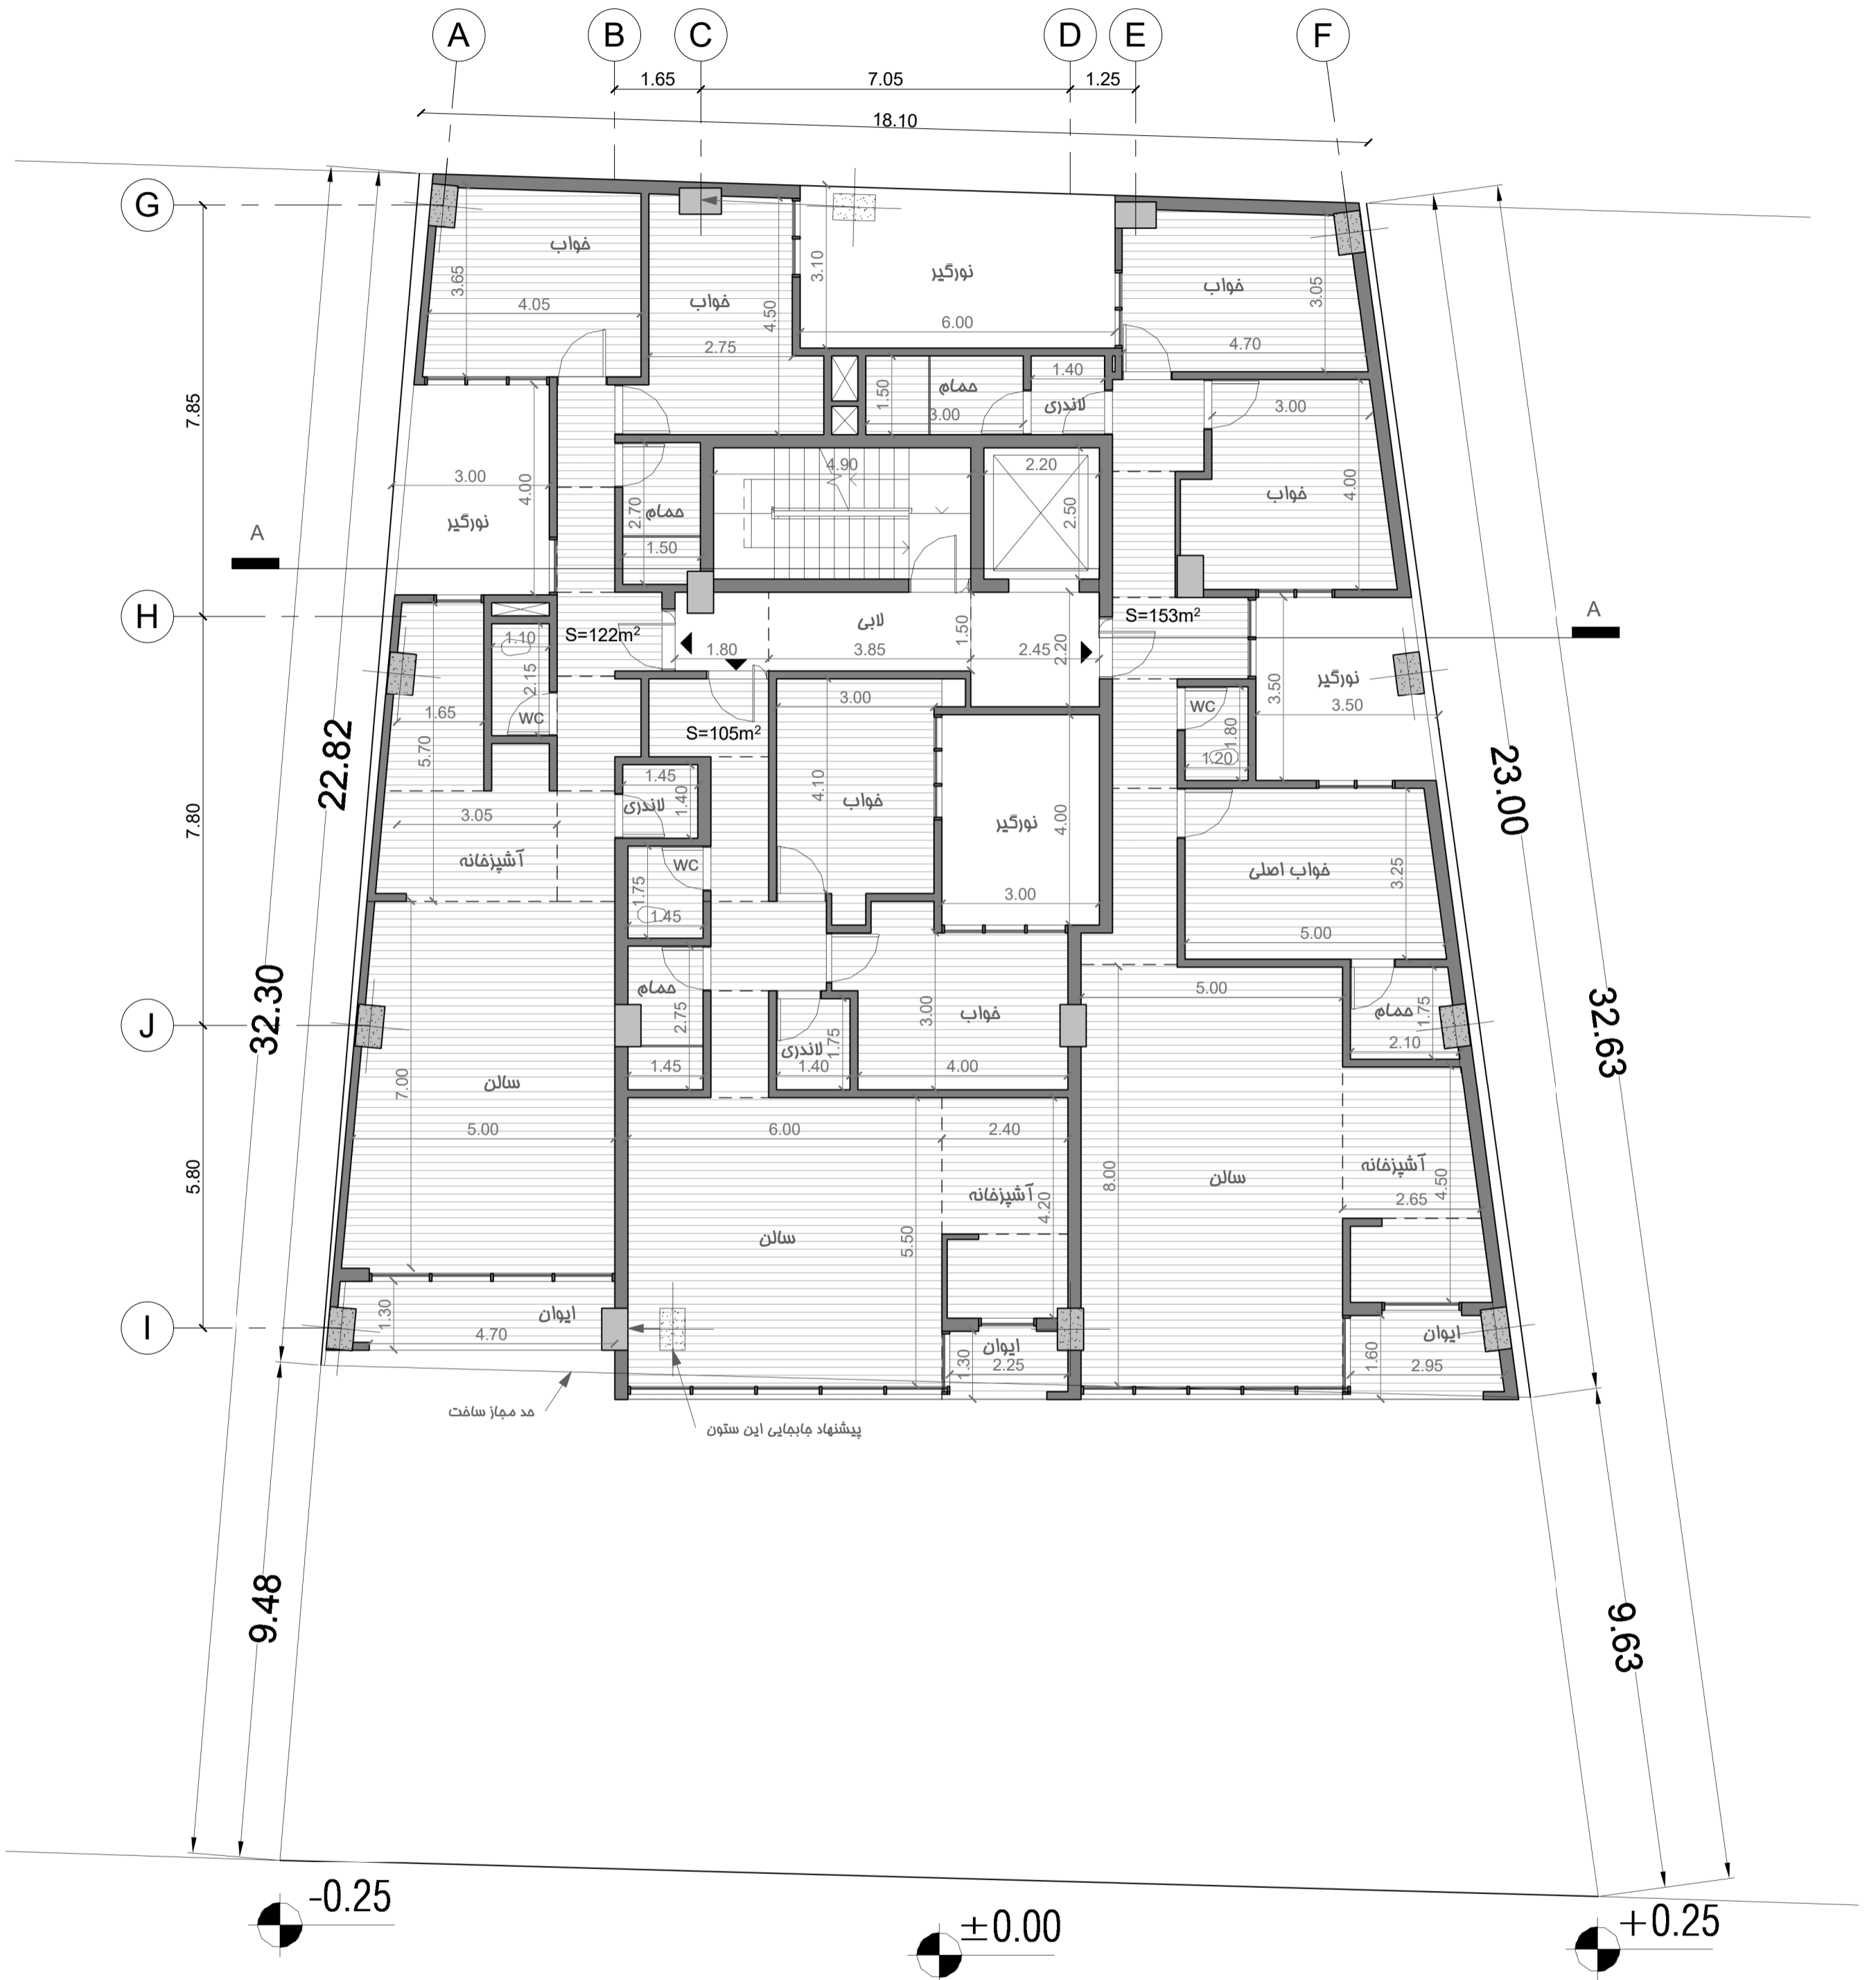 A B C D E F
1.65 7.05 1.25
18.10
G
خواب
3.65
4.05
خواب
4.50
2.75
3.10
نورگیر
6.00
خواب
3.05
4.70
7.85
1.50
حمام
3.00
1.40
لاندری
3.00
4.00
خواب
3.00
4.00
نورگیر
2.70
حمام
1.50
4.90
2.20
2.50
A
H
S=122m²
1.80
لابی
3.85
1.50
2.45
2.20
S=153m²
A
1.10
2.15
WC
1.65
5.70
S=105m²
3.00
4.10
خواب
نورگیر
4.00
3.00
WC
1.80
1.20
3.50
نورگیر
3.50
22.82
23.00
7.80
3.05
آشپزخانه
1.45
1.40
لاندری
WC
1.75
1.45
خواب اصلی
3.25
5.00
32.30
32.63
J
حمام
2.75
1.45
لاندری
1.75
1.40
3.00
خواب
4.00
5.00
حمام
1.75
2.10
7.00
سالن
5.00
6.00
2.40
5.80
8.00
سالن
آشپزخانه
4.50
2.65
آشپزخانه
4.20
سالن
5.50
I
1.30
ایوان
4.70
ایوان
1.30
2.25
ایوان
1.60
2.95
حد مجاز ساخت
پیشنهاد جابجایی این ستون
9.48
9.63
-0.25
±0.00
+0.25